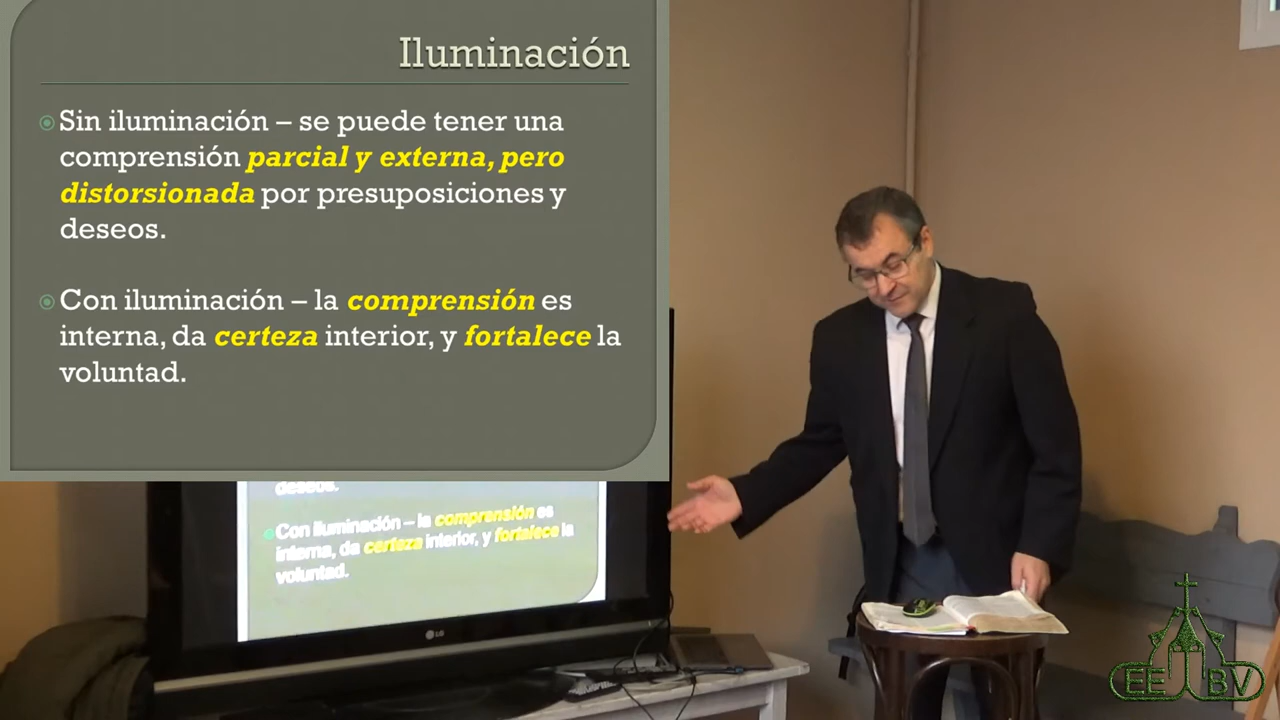 Iluminación
Sin iluminación – se puede tener una
comprensión parcial y externa, pero
distorsionada por presuposiciones y
deseos.
Con iluminación – la comprensión es
interna, da certeza interior, y fortalece la
voluntad.
deseos.
Con iluminación – la comprensión es
interna, da certeza interior, y fortalece la
voluntad.
LG
EE BV